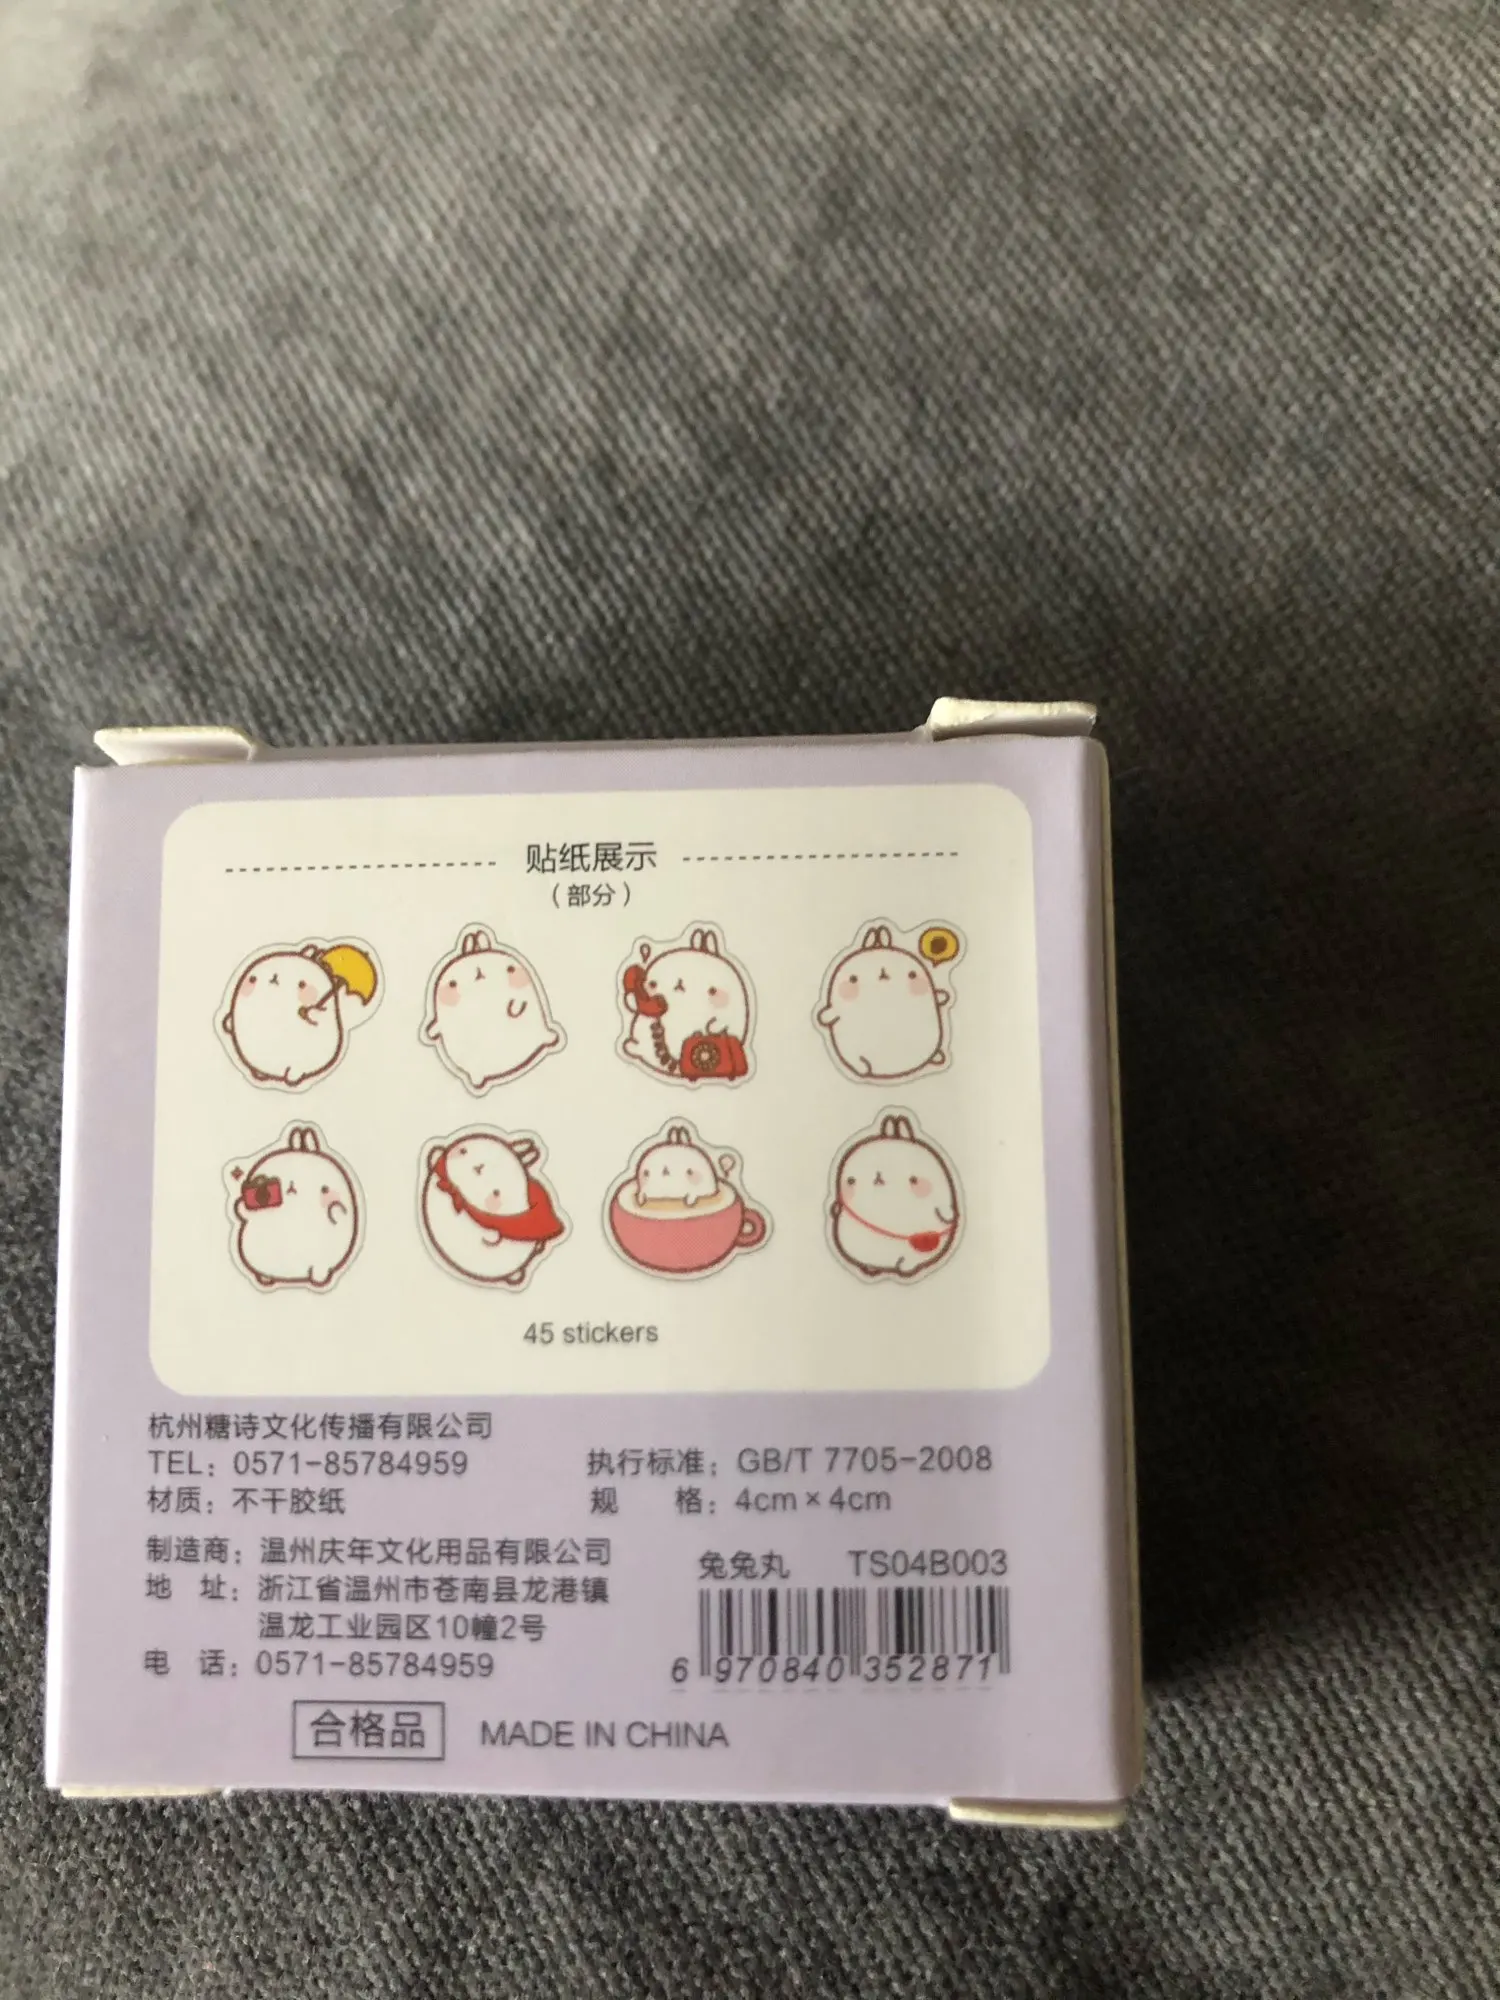 贴纸展示
（部分）
45 stickers
杭州糖诗文化传播有限公司
TEL：0571-85784959
执行标准：GB/T 7705-2008
材质：不干胶纸
规 格：4cm×4cm
制造商：温州庆年文化用品有限公司
地 址：浙江省温州市苍南县龙港镇
温龙工业园区10幢2号
电 话：0571-85784959
兔兔丸 TS04B003
6 970840 352871
合格品 MADE IN CHINA